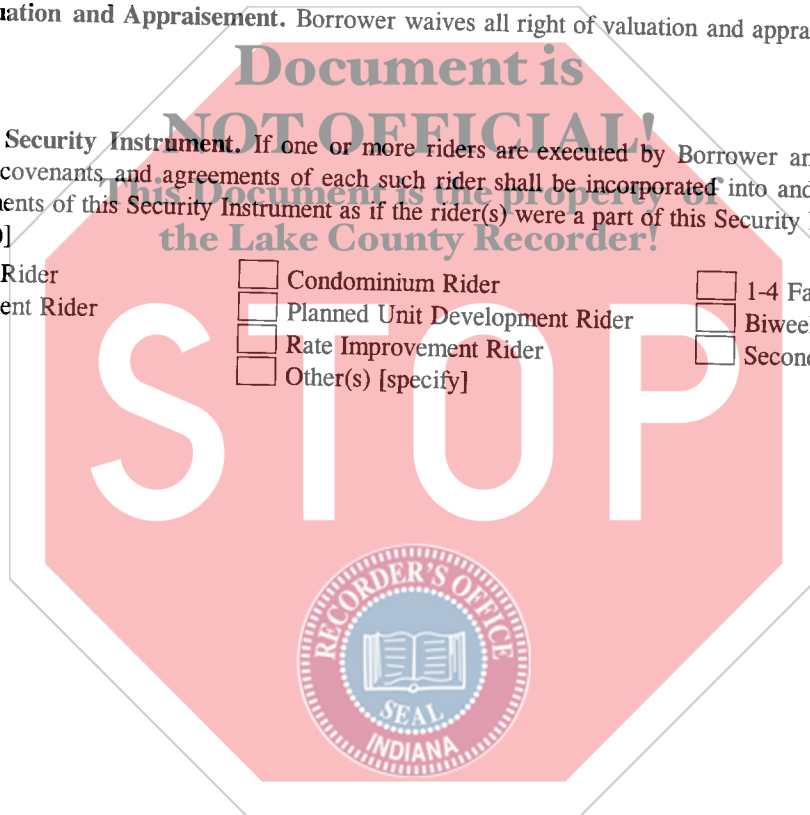 uation and Appraisement. Borrower waives all right of valuation and appra
Document is
NOT OFFICIAL!
Security Instrument. If one or more riders are executed by Borrower an
covenants and agreements of each such rider shall be incorporated into and
This Document is the property of
ents of this Security Instrument as if the rider(s) were a part of this Security
the Lake County Recorder!
)]
Rider
Condominium Rider
1-4 Fa
ent Rider
Planned Unit Development Rider
Biwee
Rate Improvement Rider
Second
Other(s) [specify]
STOP
RECORDER'S OFFICE
SEAL
INDIANA